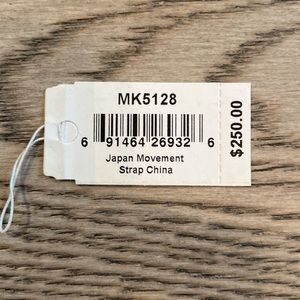 MK5128
6 91464 26932 6
Japan Movement
Strap China
$250.00